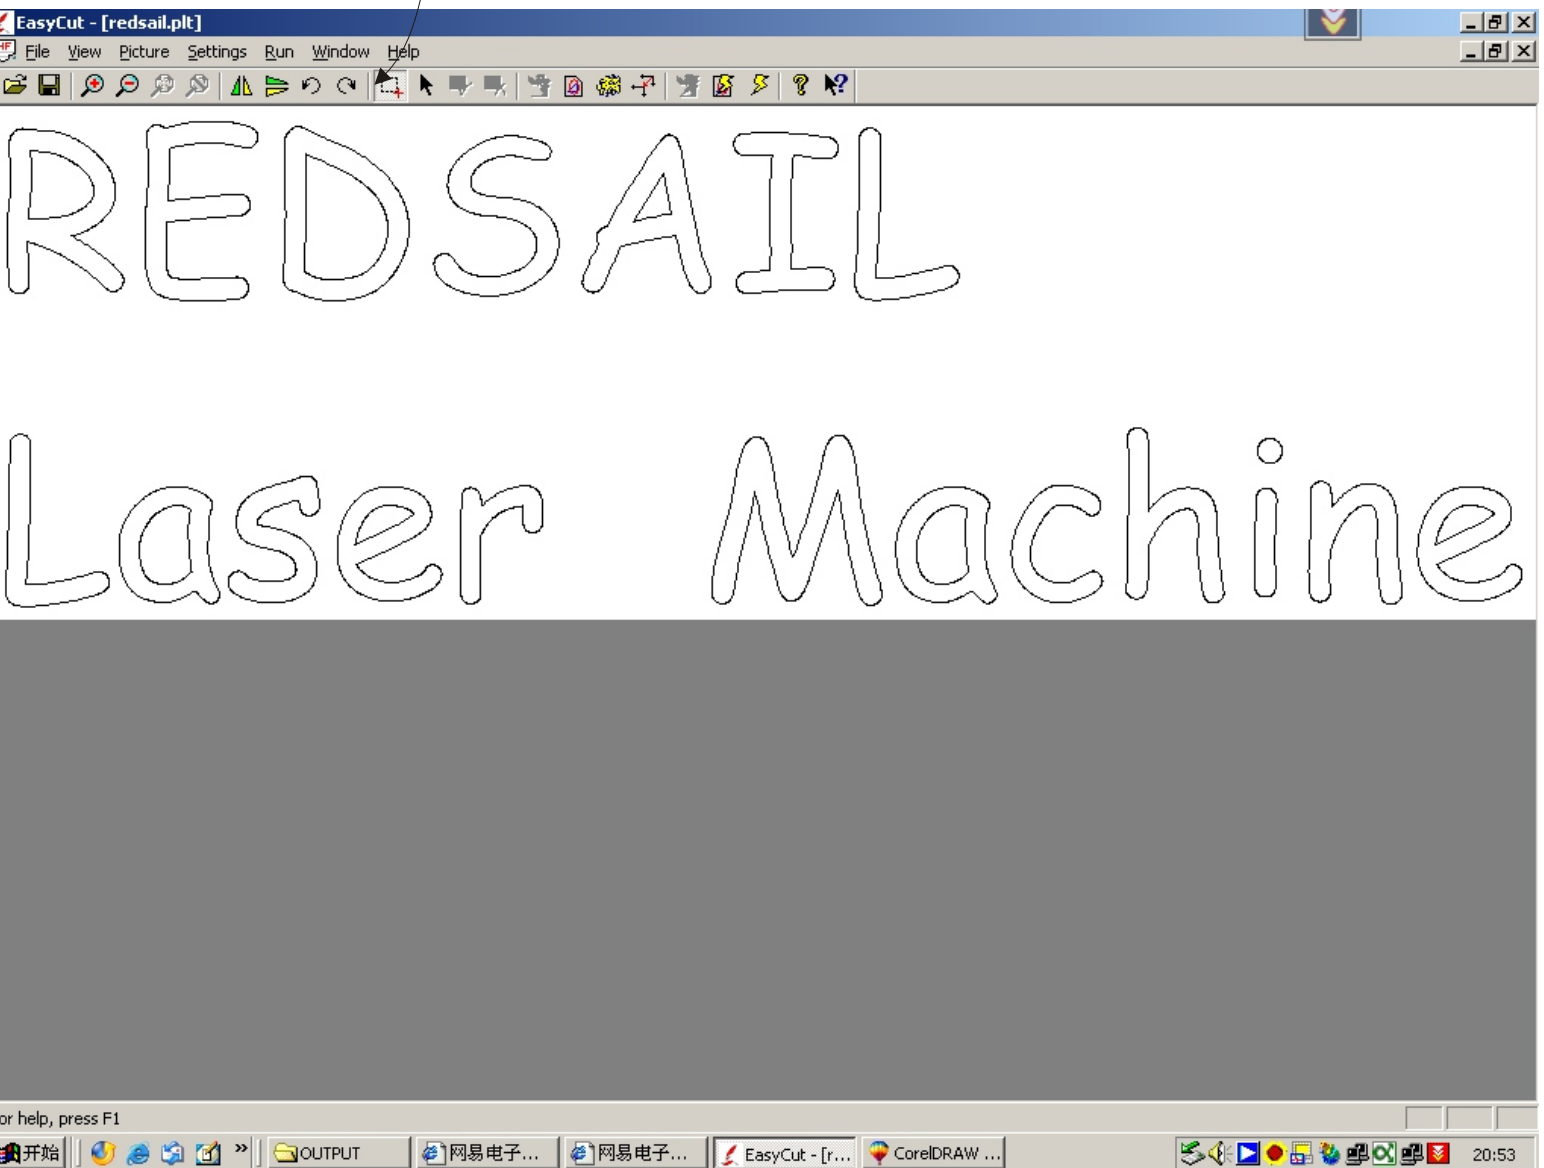 EasyCut - [redsail.plt]
File View Picture Settings Run Window Help
REDSAIL
Laser Machine
or help, press F1
开始 » OUTPUT 网易电子... 网易电子... EasyCut - [r... CorelDRAW ... 20:53